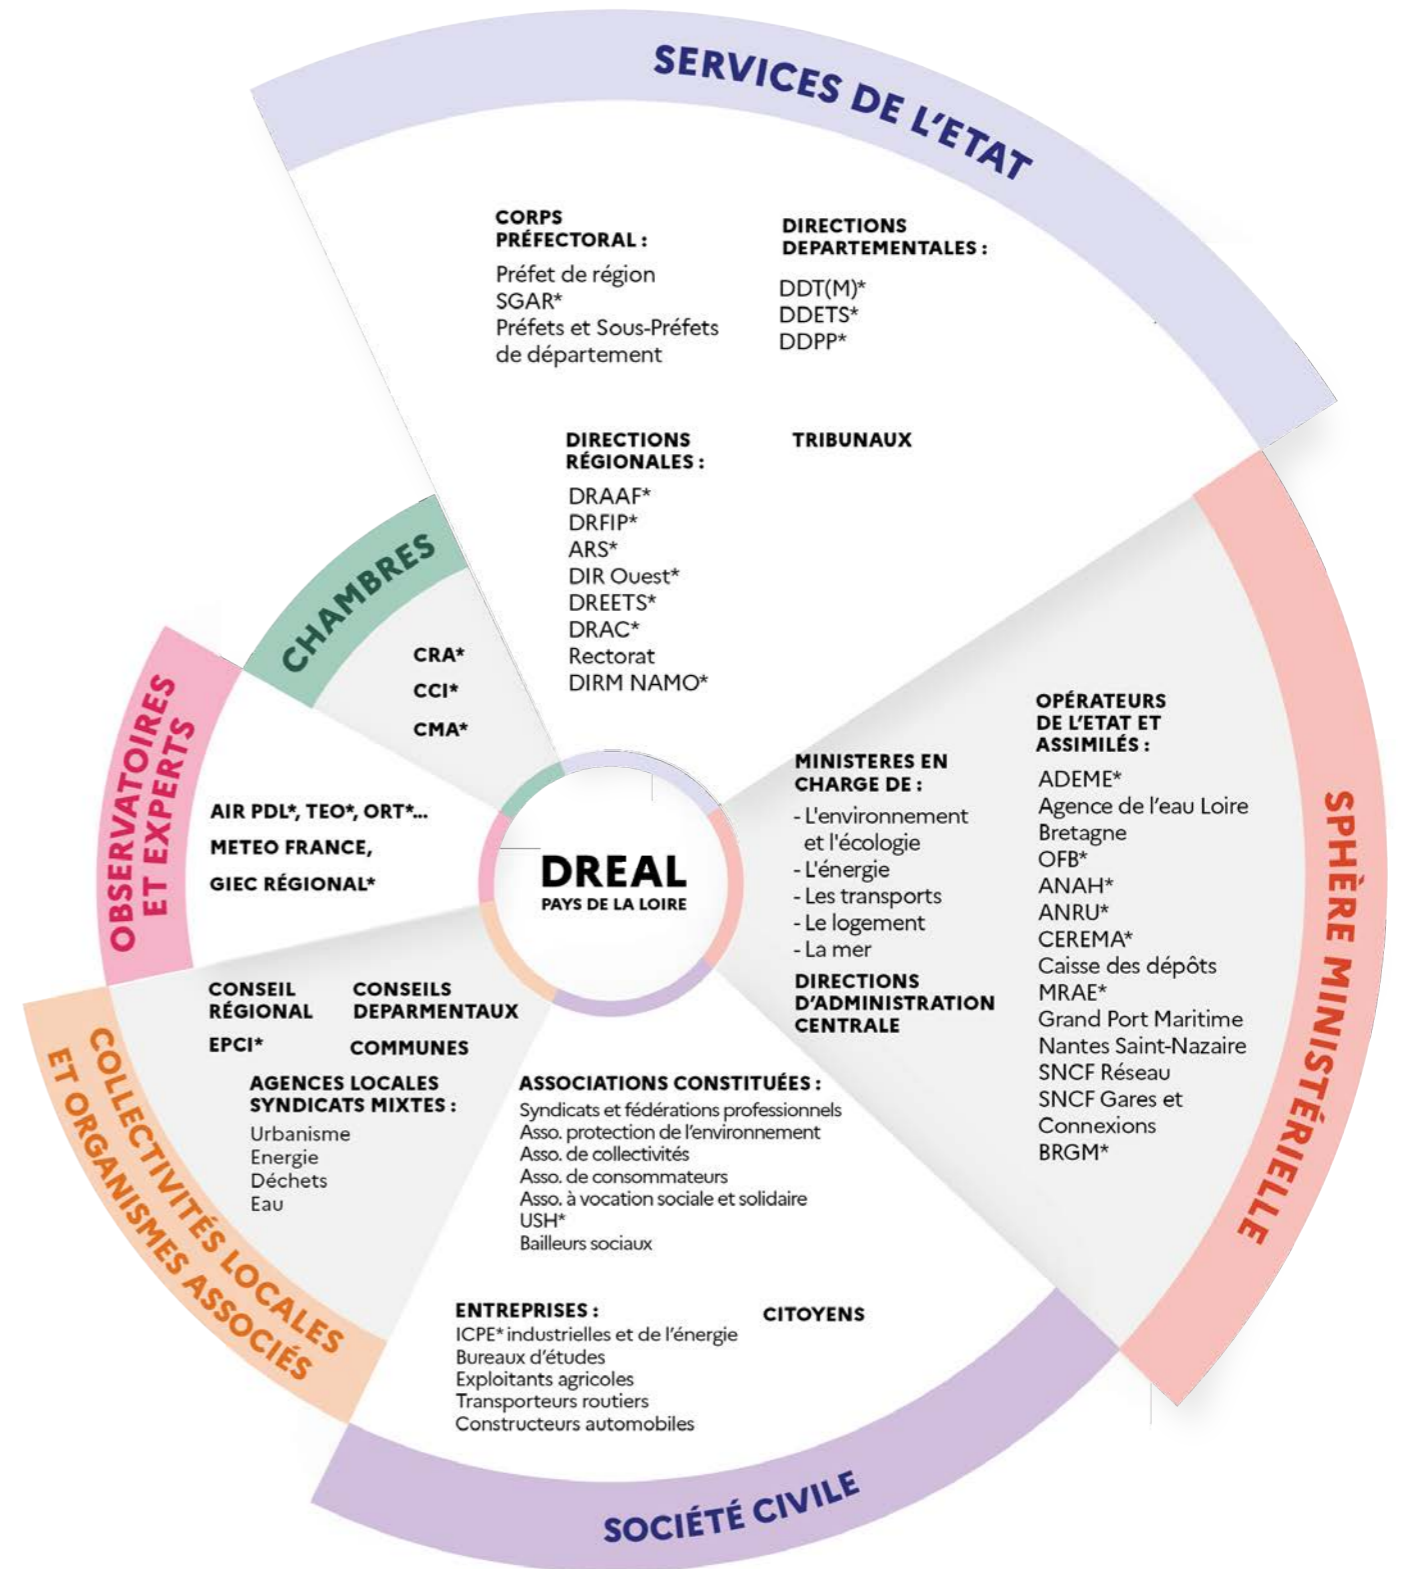 SERVICES DE L'ETAT
CORPS
PRÉFECTORAL :
Préfet de région
SGAR*
Préfets et Sous-Préfets
de département
DIRECTIONS
DEPARTEMENTALES :
DDT(M)*
DDETS*
DDPP*
DIRECTIONS
RÉGIONALES :
DRAAF*
DRFIP*
ARS*
DIR Ouest*
DREETS*
DRAC*
Rectorat
DIRM NAMO*
TRIBUNAUX
SPHÈRE MINISTÉRIELLE
MINISTERES EN
CHARGE DE :
- L'environnement
et l'écologie
- L'énergie
- Les transports
- Le logement
- La mer
DIRECTIONS
D'ADMINISTRATION
CENTRALE
OPÉRATEURS
DE L'ETAT ET
ASSIMILÉS :
ADEME*
Agence de l'eau Loire
Bretagne
OFB*
ANAH*
ANRU*
CEREMA*
Caisse des dépôts
MRAE*
Grand Port Maritime
Nantes Saint-Nazaire
SNCF Réseau
SNCF Gares et
Connexions
BRGM*
CHAMBRES
CRA*
CCI*
CMA*
OBSERVATOIRES
ET EXPERTS
AIR PDL*, TEO*, ORT*...
METEO FRANCE,
GIEC RÉGIONAL*
DREAL
PAYS DE LA LOIRE
COLLECTIVITÉS LOCALES
ET ORGANISMES ASSOCIÉS
CONSEIL
RÉGIONAL
CONSEILS
DEPARMENTAUX
EPCI*
COMMUNES
AGENCES LOCALES
SYNDICATS MIXTES :
Urbanisme
Energie
Déchets
Eau
ASSOCIATIONS CONSTITUÉES :
Syndicats et fédérations professionnels
Asso. protection de l'environnement
Asso. de collectivités
Asso. de consommateurs
Asso. à vocation sociale et solidaire
USH*
Bailleurs sociaux
ENTREPRISES :
ICPE* industrielles et de l'énergie
Bureaux d'études
Exploitants agricoles
Transporteurs routiers
Constructeurs automobiles
CITOYENS
SOCIÉTÉ CIVILE